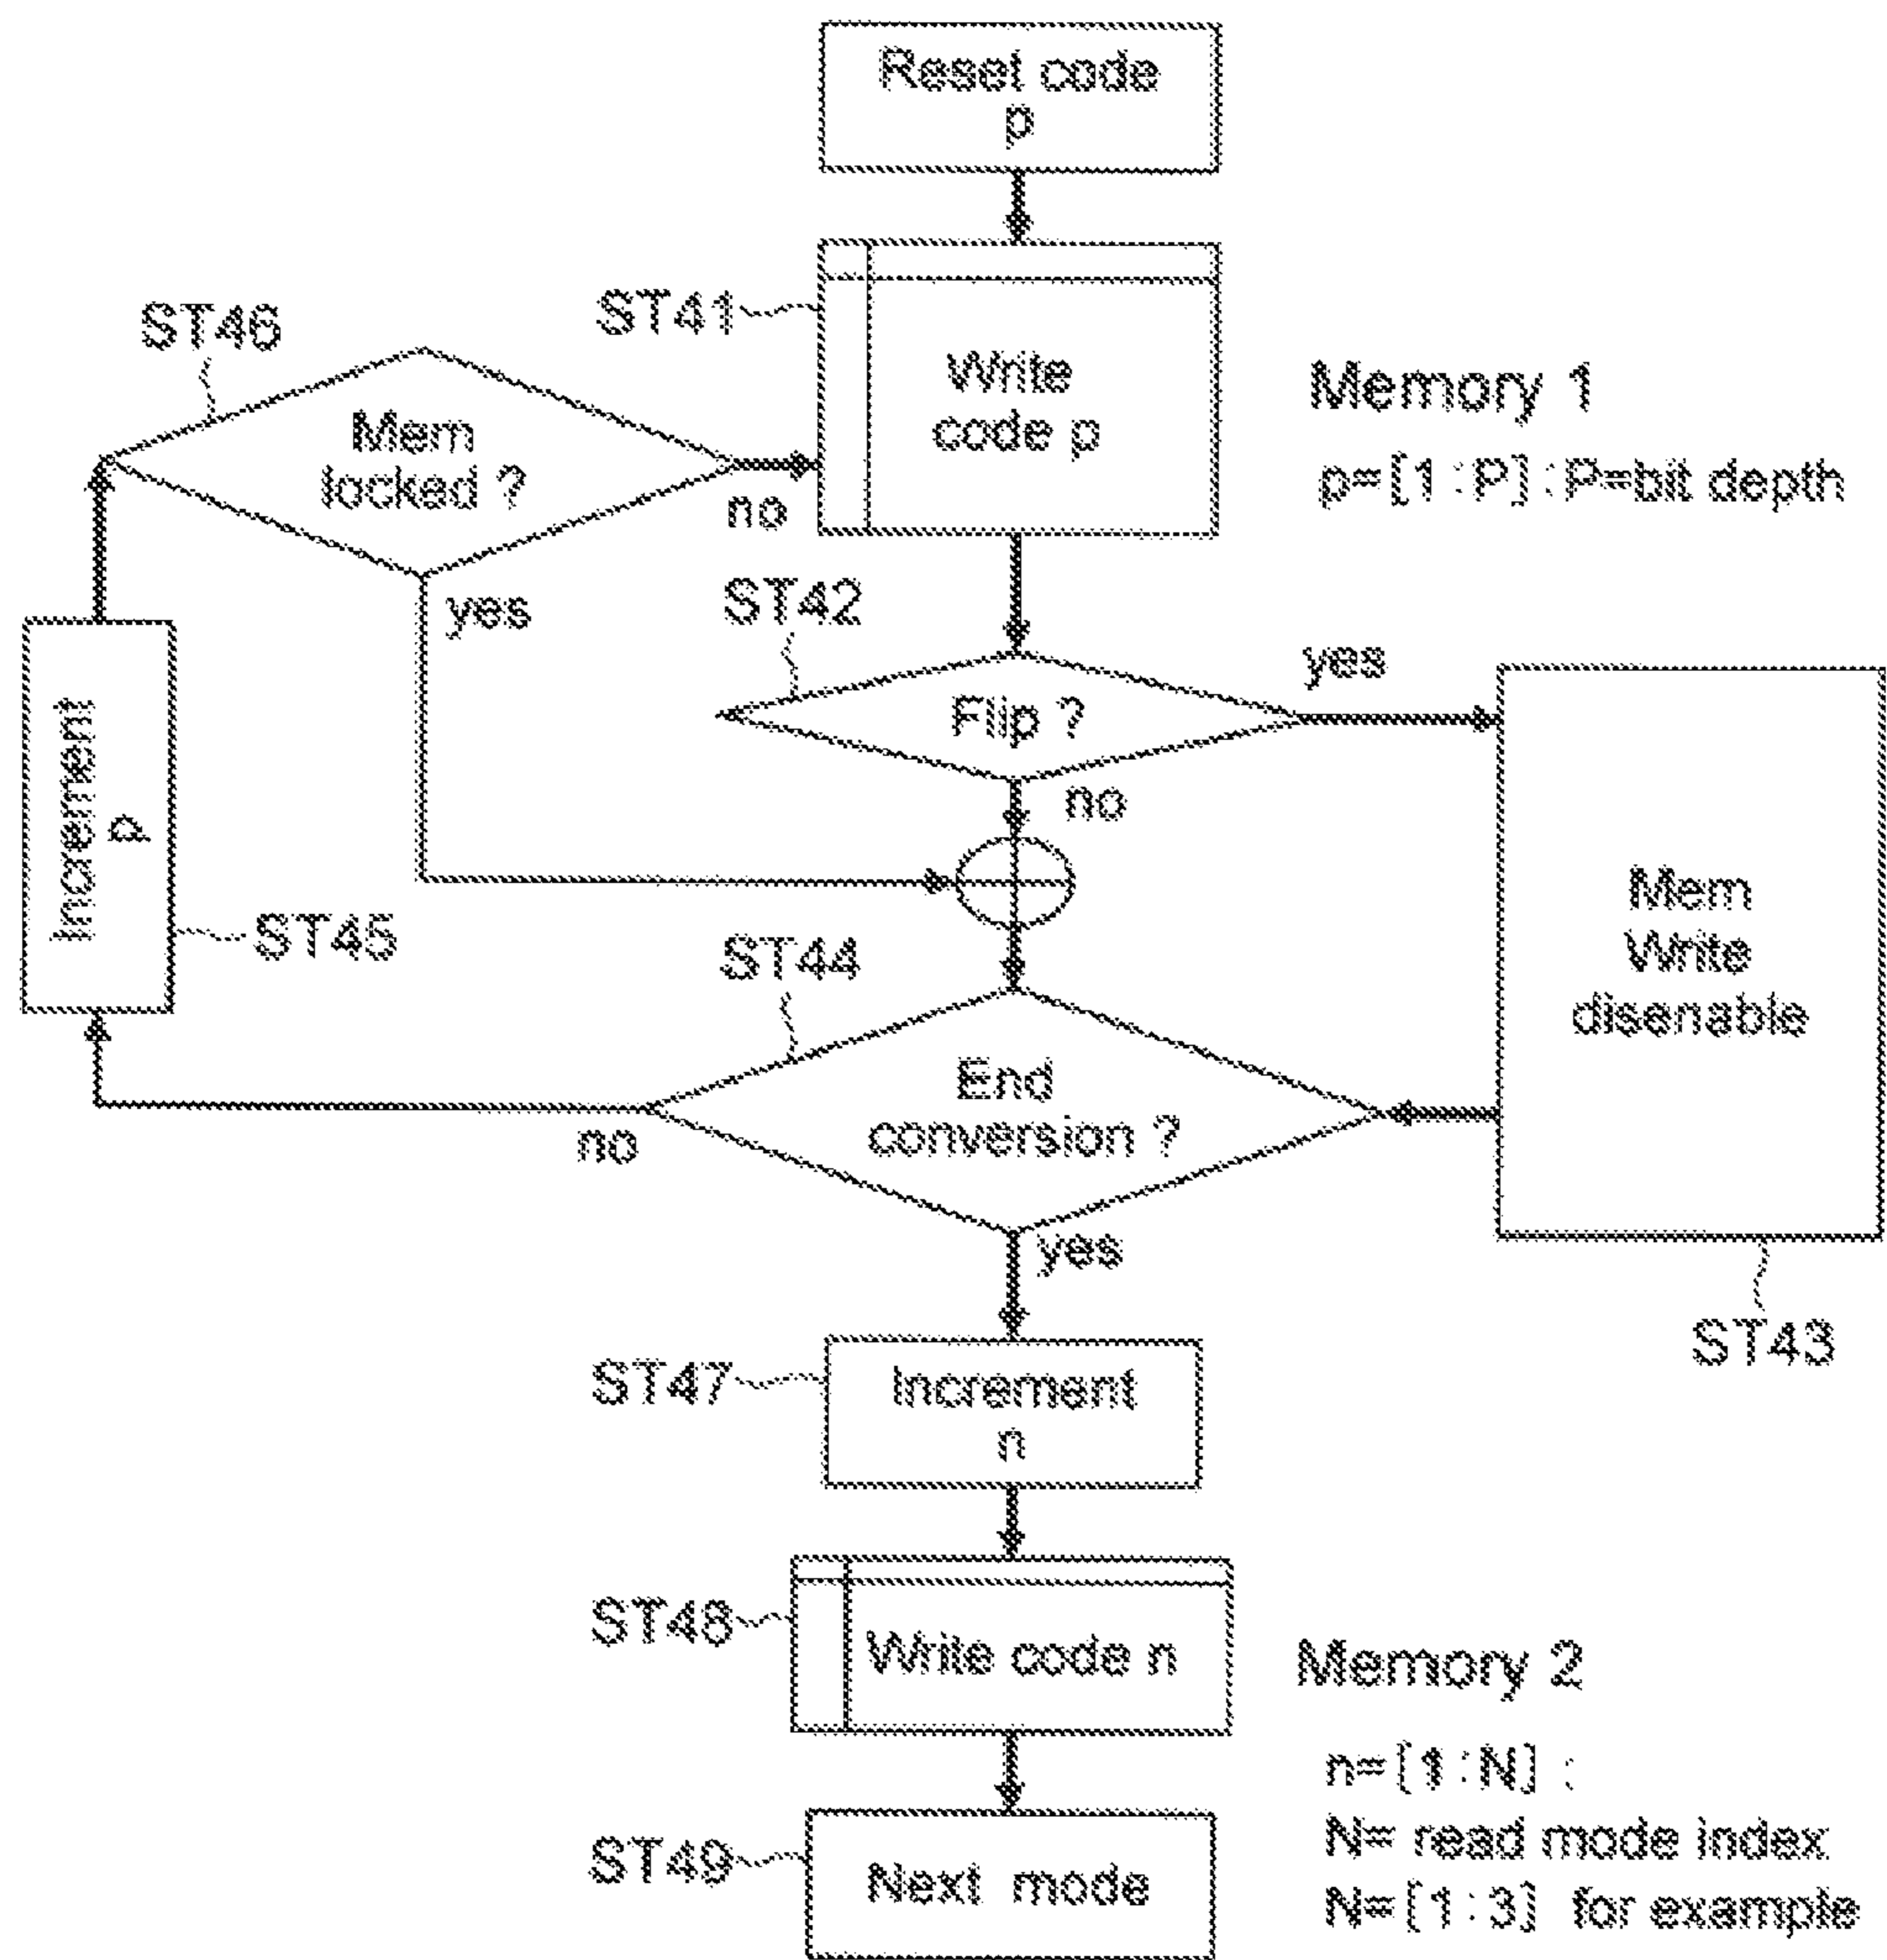 Reset code
p
ST41
Write
code p
Memory 1
p=[1:P]:P=bit depth
ST46
Mem
locked ?
no
yes
ST42
Flip ?
yes
no
Increment
p
ST45
Mem
Write
disenable
ST43
ST44
End
conversion ?
no
yes
ST47
Increment
n
ST48
Write code n
Memory 2
n=[1:N] :
N= read mode index
N=[1:3] for example
ST49
Next mode